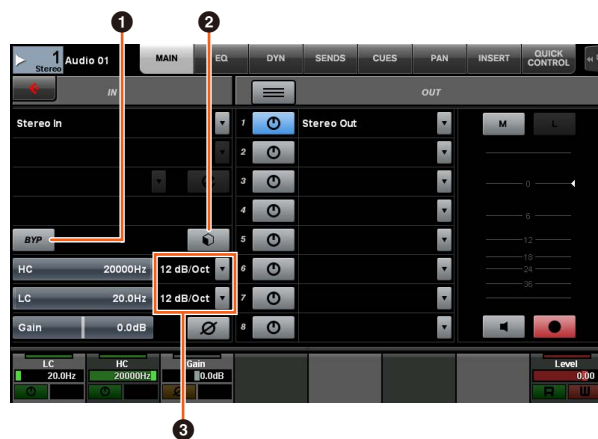 1 2
1 Stereo Audio 01 MAIN EQ DYN SENDS CUES PAN INSERT QUICK CONTROL
IN OUT
Stereo In 1 Stereo Out M L
2
3 0
4 6
BYP 5 12
18
HC 20000Hz 12 dB/Oct 6 24
36
LC 20.0Hz 12 dB/Oct 7
Gain 0.0dB 8
LC HC Gain Level
20.0Hz 20000Hz 0.0dB 0.00
R W
3